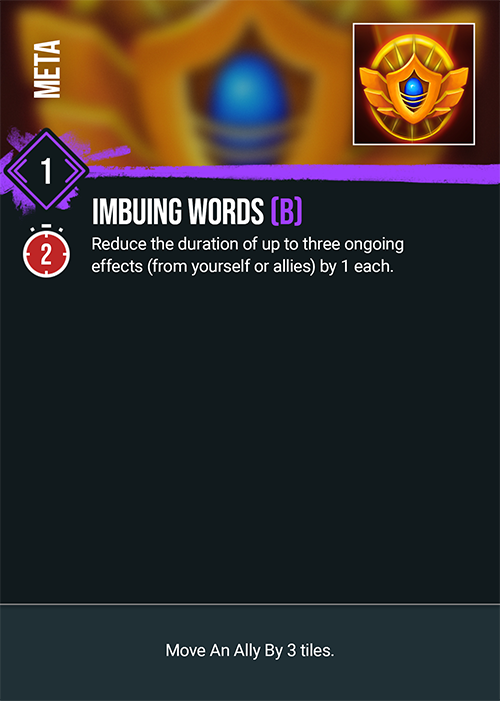 META
1
IMBUING WORDS (B)
2
Reduce the duration of up to three ongoing
effects (from yourself or allies) by 1 each.
Move An Ally By 3 tiles.